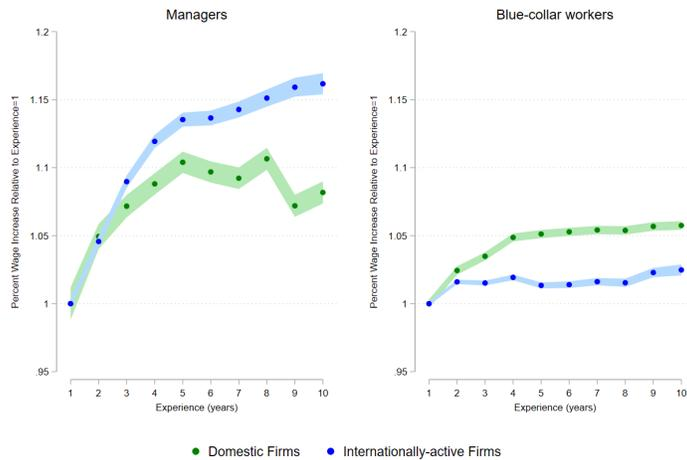 Managers
Percent Wage Increase Relative to Experience=1
1.2
1.15
1.1
1.05
1
.95
1 2 3 4 5 6 7 8 9 10
Experience (years)
Blue-collar workers
Percent Wage Increase Relative to Experience=1
1.2
1.15
1.1
1.05
1
.95
1 2 3 4 5 6 7 8 9 10
Experience (years)
Domestic Firms Internationally-active Firms